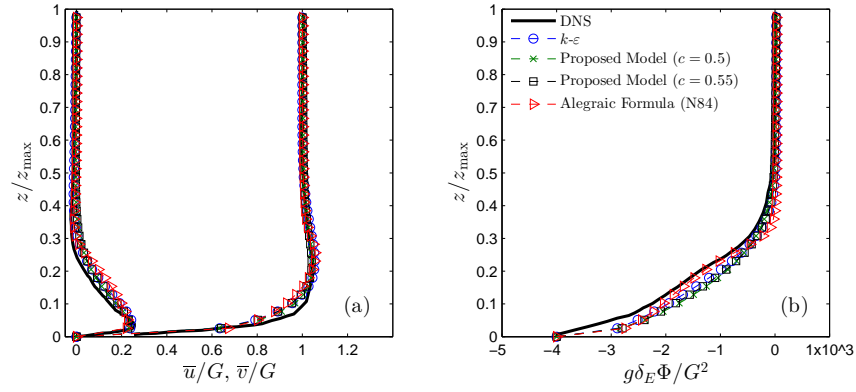 1
0.9
0.8
0.7
0.6
0.5
0.4
0.3
0.2
0.1
0
z/z_max
0 0.2 0.4 0.6 0.8 1 1.2
u̅/G, v̅/G
(a)
1
0.9
0.8
0.7
0.6
0.5
0.4
0.3
0.2
0.1
0
z/z_max
DNS
k-ε
Proposed Model (c = 0.5)
Proposed Model (c = 0.55)
Alegraic Formula (N84)
(b)
−5 −4 −3 −2 −1 0 1x10^3
gδ_EΦ/G²